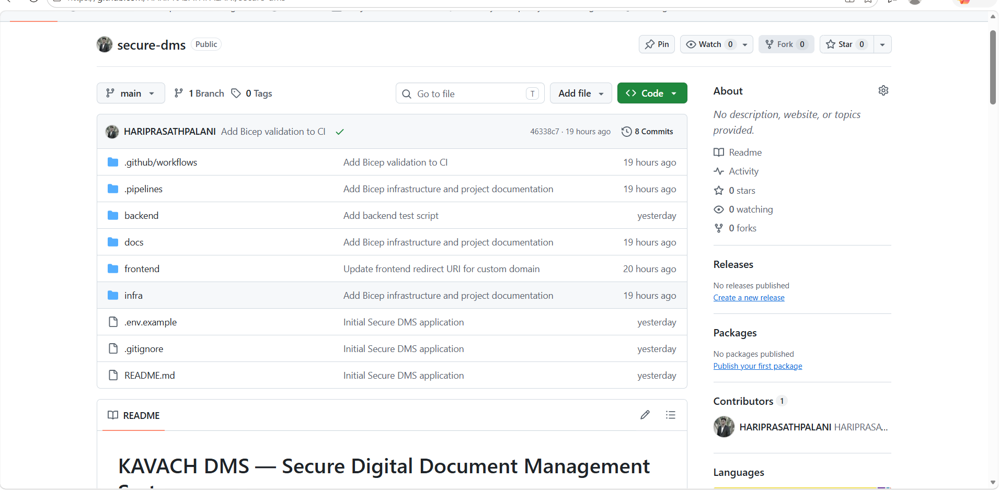 secure-dms Public
Pin
Watch 0
Fork 0
Star 0
main
1 Branch
0 Tags
Go to file
T
Add file
Code
HARIPRASATHPALANI Add Bicep validation to CI
46338c7 · 19 hours ago
8 Commits
.github/workflows Add Bicep validation to CI 19 hours ago
.pipelines Add Bicep infrastructure and project documentation 19 hours ago
backend Add backend test script yesterday
docs Add Bicep infrastructure and project documentation 19 hours ago
frontend Update frontend redirect URI for custom domain 20 hours ago
infra Add Bicep infrastructure and project documentation 19 hours ago
.env.example Initial Secure DMS application yesterday
.gitignore Initial Secure DMS application yesterday
README.md Initial Secure DMS application yesterday
README
KAVACH DMS — Secure Digital Document Management
About
No description, website, or topics
provided.
Readme
Activity
0 stars
0 watching
0 forks
Releases
No releases published
Create a new release
Packages
No packages published
Publish your first package
Contributors 1
HARIPRASATHPALANI HARIPRASA...
Languages